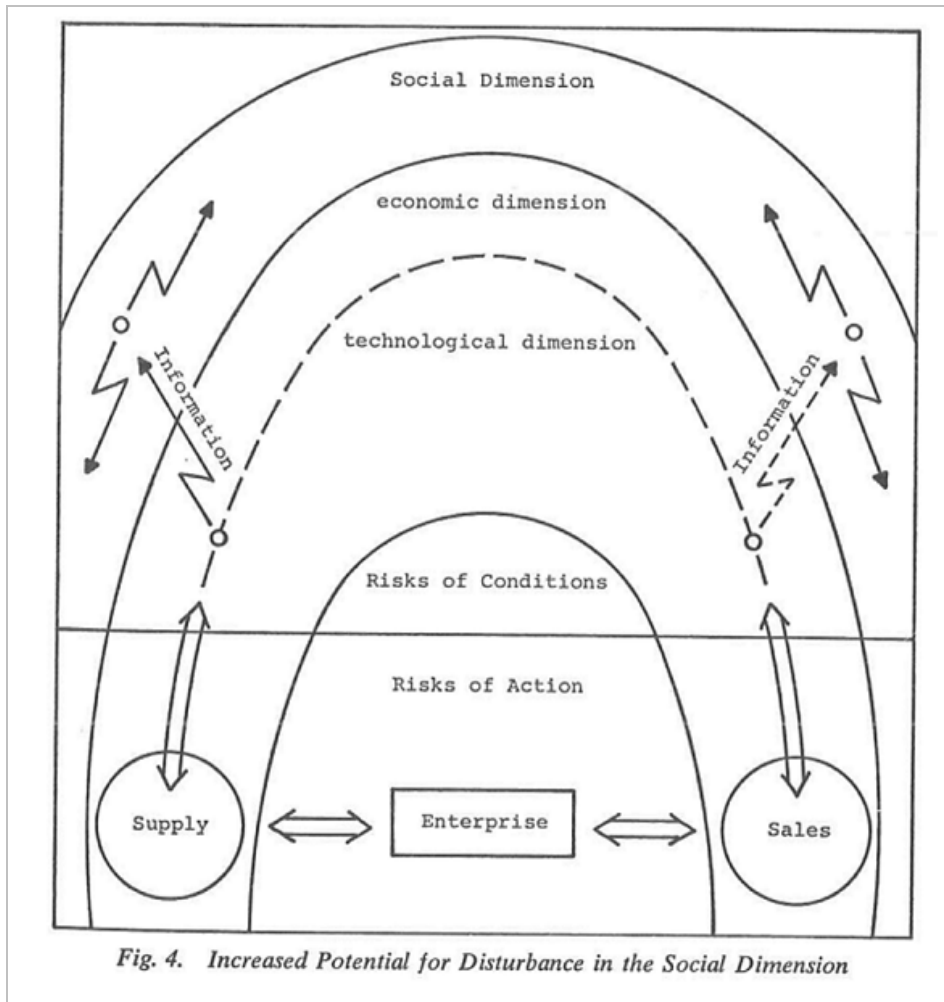 Social Dimension
economic dimension
technological dimension
Information
Information
Risks of Conditions
Risks of Action
Supply
Enterprise
Sales
Fig. 4. Increased Potential for Disturbance in the Social Dimension